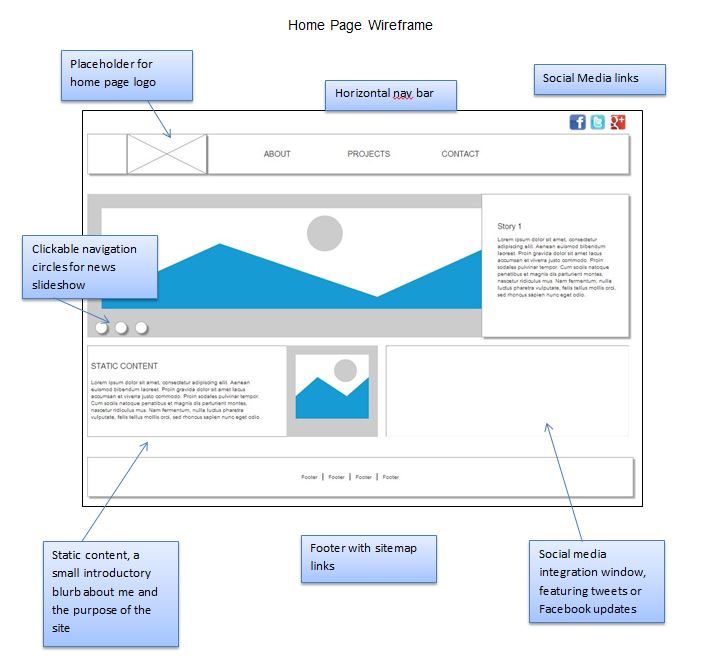 Home Page Wireframe
Placeholder for
home page logo
Horizontal nav bar
Social Media links
f t g+
ABOUT PROJECTS CONTACT
Clickable navigation
circles for news
slideshow
Story 1
Lorem ipsum dolor sit amet, consectetur
adipiscing elit. Aenean euismod
bibendum laoreet. Proin gravida dolor
sit amet lacus accumsan et viverra justo
commodo. Proin sodales pulvinar tempor.
Cum sociis natoque penatibus et magnis
dis parturient montes, nascetur ridiculus
mus. Nam fermentum, nulla luctus
pharetra vulputate, felis tellus mollis
orci, sed rhoncus sapien nunc eget.
STATIC CONTENT
Lorem ipsum dolor sit amet, consectetur adipiscing elit. Aenean
euismod bibendum laoreet. Proin gravida dolor sit amet lacus
accumsan et viverra justo commodo. Proin sodales pulvinar tempor.
Cum sociis natoque penatibus et magnis dis parturient montes,
nascetur ridiculus mus. Nam fermentum, nulla luctus pharetra
vulputate, felis tellus mollis orci, sed rhoncus sapien nunc eget.
Footer | Footer | Footer | Footer
Static content, a
small introductory
blurb about me and
the purpose of the
site
Footer with sitemap
links
Social media
integration window,
featuring tweets or
Facebook updates